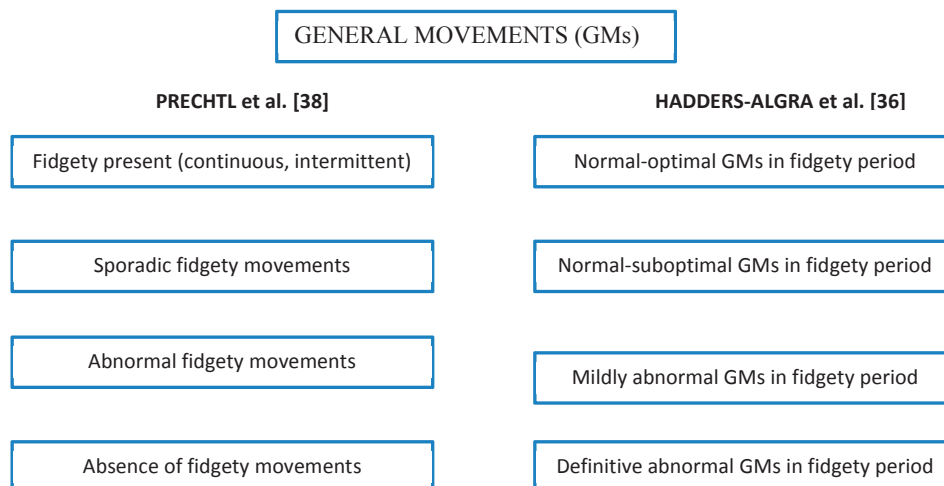 GENERAL MOVEMENTS (GMs)
PRECHTL et al. [38]
HADDERS-ALGRA et al. [36]
Fidgety present (continuous, intermittent)
Normal-optimal GMs in fidgety period
Sporadic fidgety movements
Normal-suboptimal GMs in fidgety period
Abnormal fidgety movements
Mildly abnormal GMs in fidgety period
Absence of fidgety movements
Definitive abnormal GMs in fidgety period